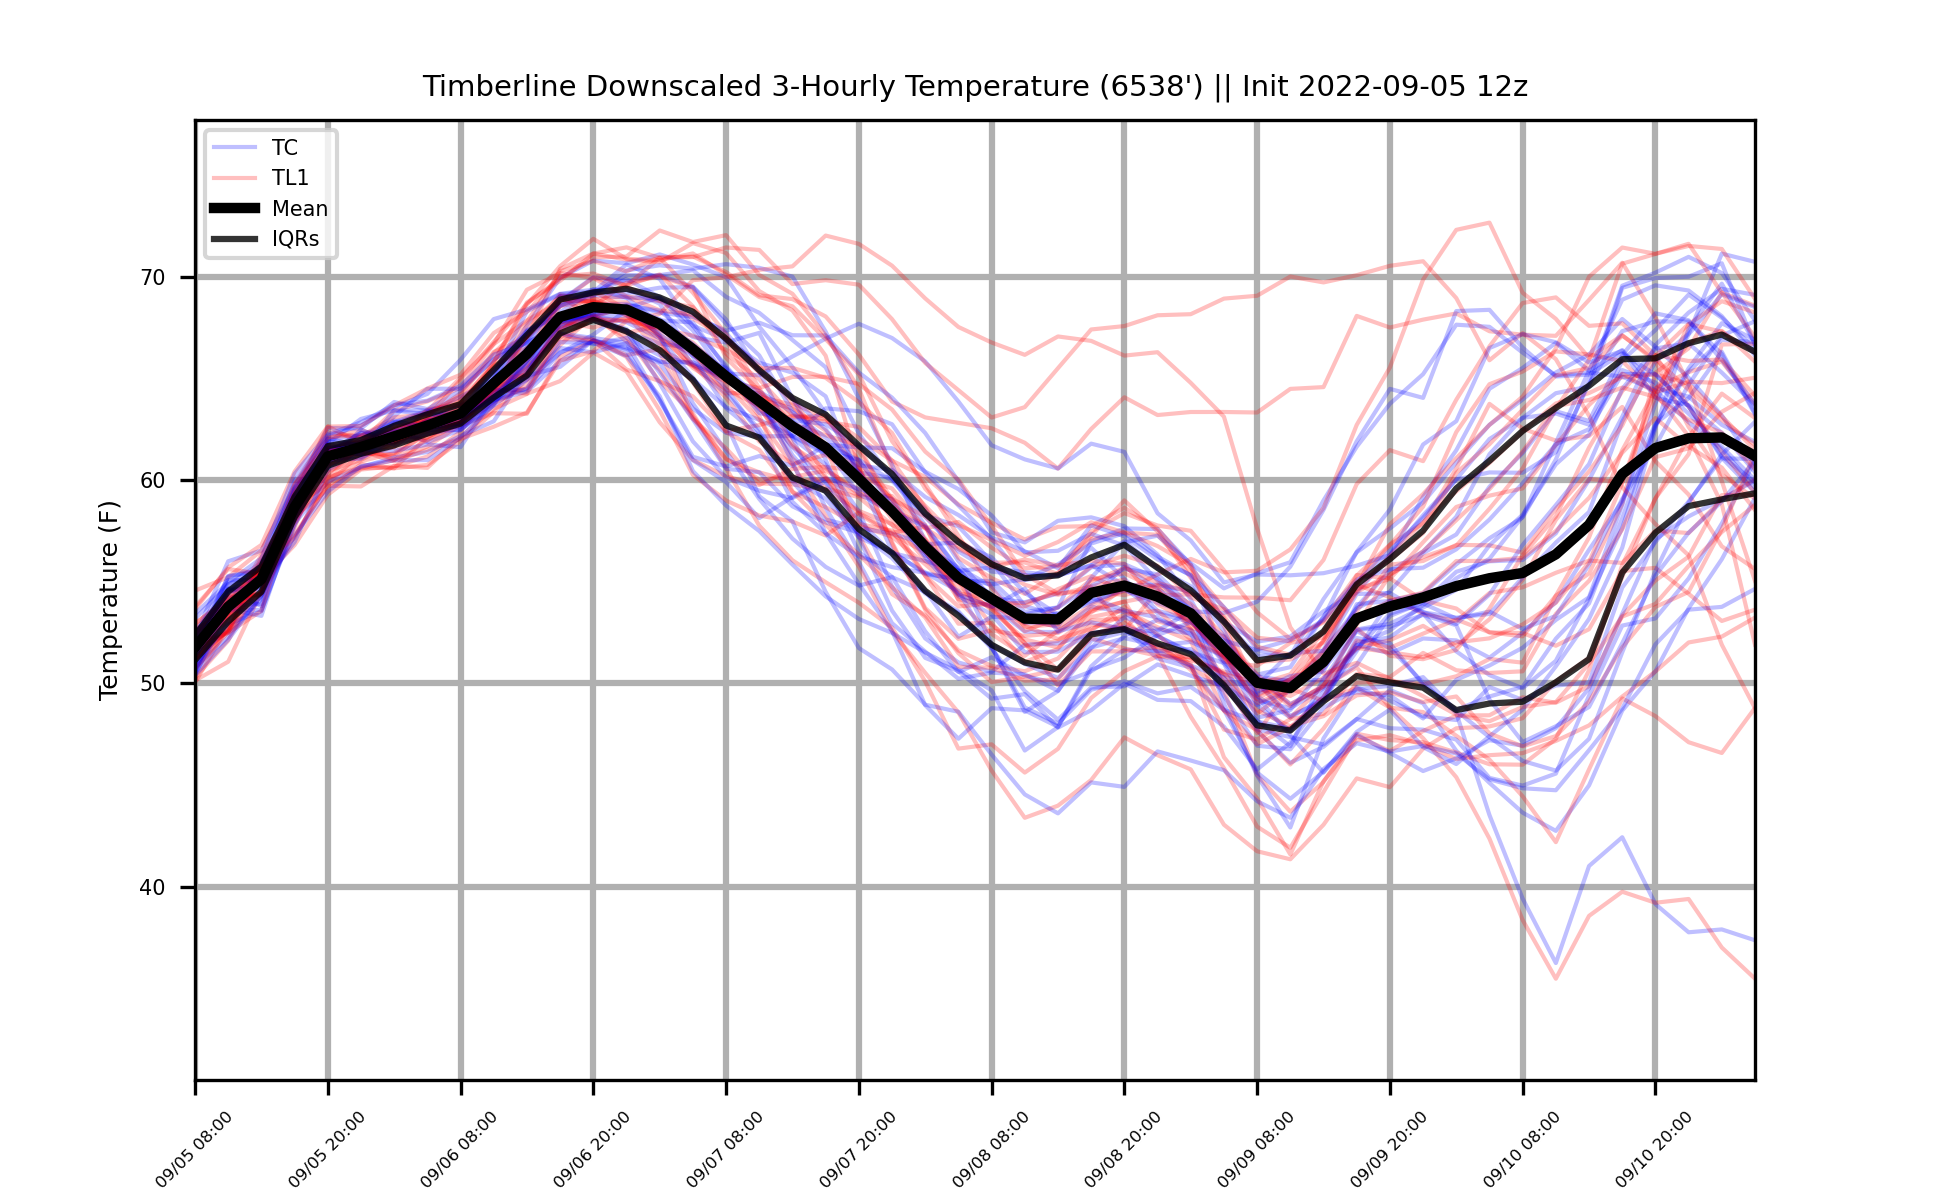 Timberline Downscaled 3-Hourly Temperature (6538') || Init 2022-09-05 12z
TC
TL1
Mean
IQRs
Temperature (F)
70
60
50
40
09/05 08:00
09/05 20:00
09/06 08:00
09/06 20:00
09/07 08:00
09/07 20:00
09/08 08:00
09/08 20:00
09/09 08:00
09/09 20:00
09/10 08:00
09/10 20:00